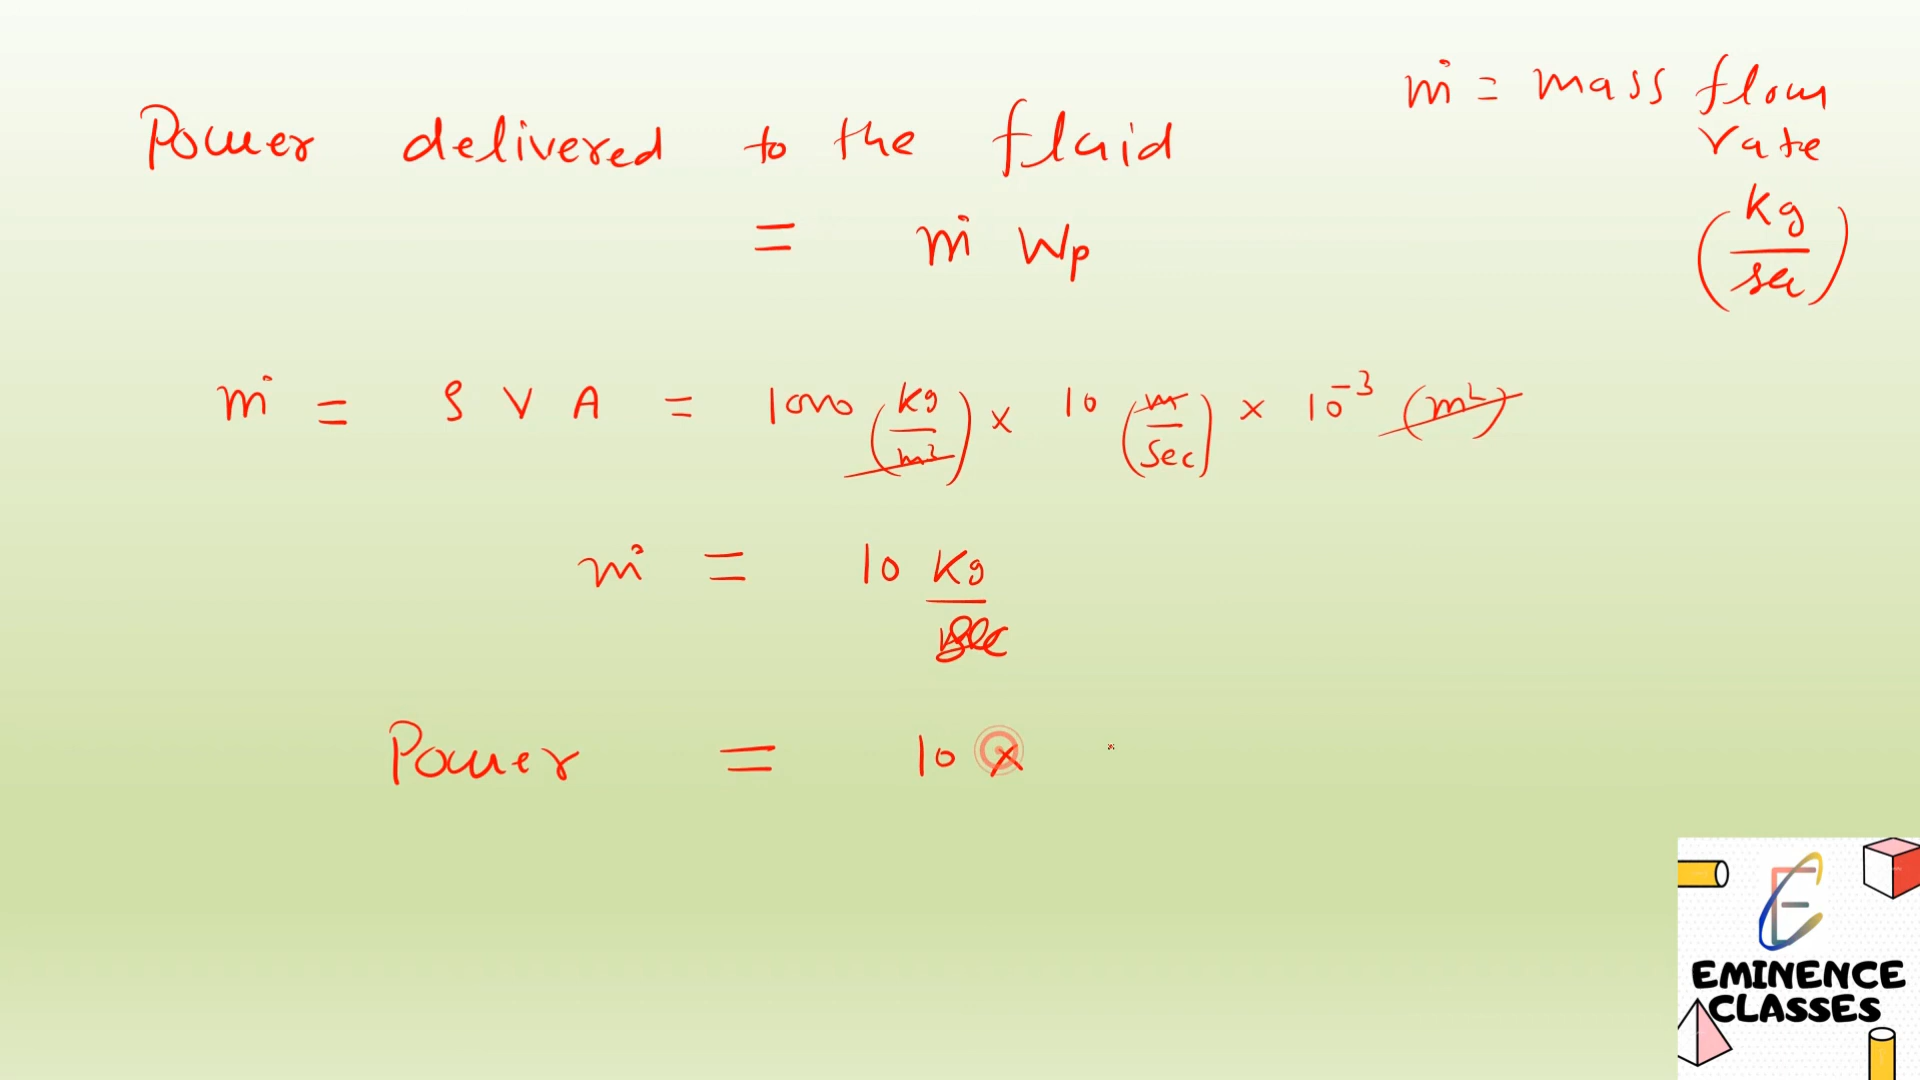 Power delivered to the fluid
= ṁ Wp
ṁ = mass flow
rate
(kg/sec)
ṁ = ρ V A = 1000 (kg/m³) × 10 (m/sec) × 10⁻³ (m²)
ṁ = 10 Kg/sec
Power = 10 ×
EMINENCE
CLASSES